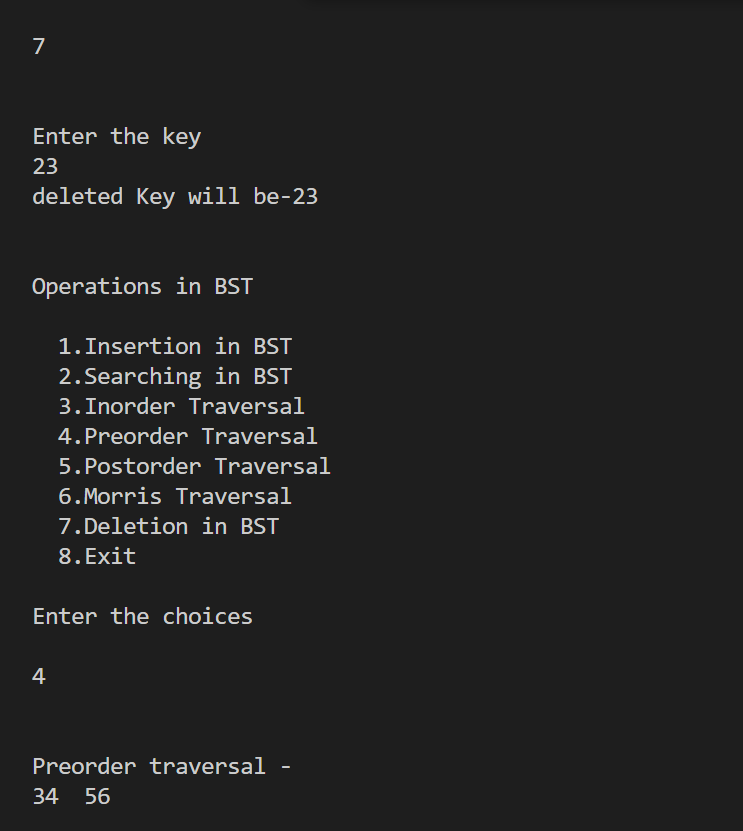 7
Enter the key
23
deleted Key will be-23
Operations in BST
1.Insertion in BST
2.Searching in BST
3.Inorder Traversal
4.Preorder Traversal
5.Postorder Traversal
6.Morris Traversal
7.Deletion in BST
8.Exit
Enter the choices
4
Preorder traversal -
34  56